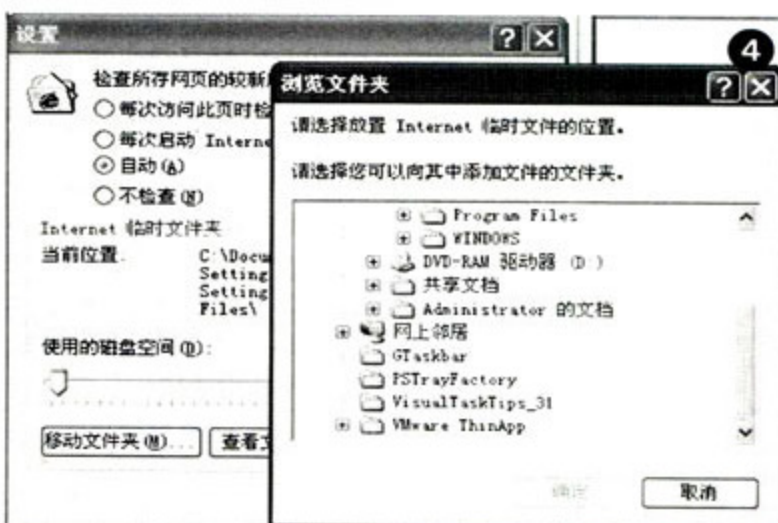 设置
检查所存网页的较新
每次访问此页时检
每次启动 Interne
自动(A)
不检查(N)
Internet 临时文件夹
当前位置:
C:\Docu
Setting
Setting
Files\
使用的磁盘空间(D):
移动文件夹(M)...
查看文
4
浏览文件夹
请选择放置 Internet 临时文件的位置。
请选择您可以向其中添加文件的文件夹。
Program Files
WINDOWS
DVD-RAM 驱动器 (D:)
共享文档
Administrator 的文档
网上邻居
GTaskbar
PSTrayFactory
VisualTaskTips_31
VMware ThinApp
确定
取消